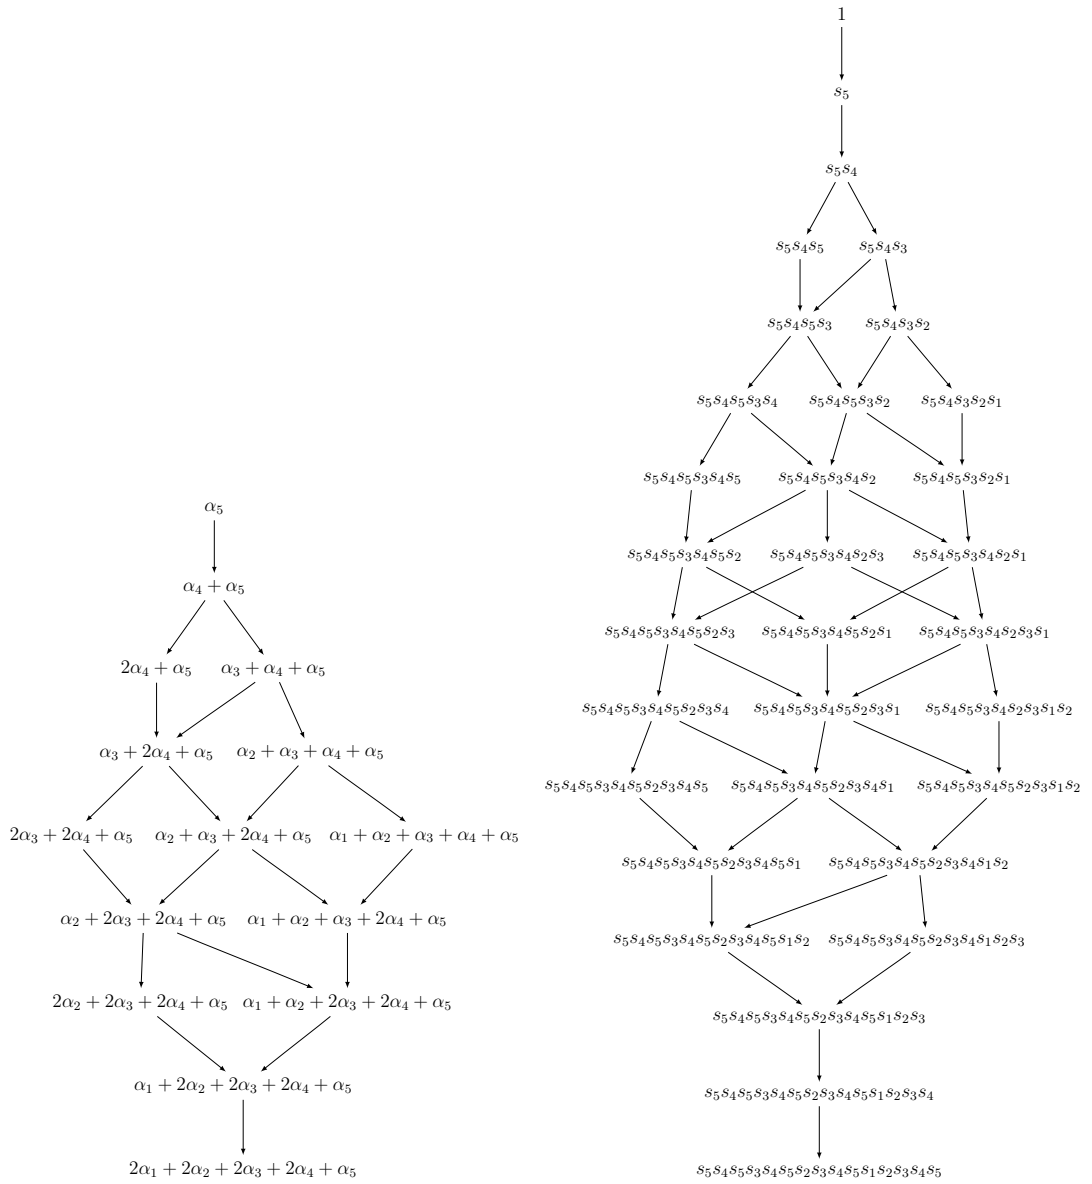 1
s₅
s₅s₄
s₅s₄s₅ s₅s₄s₃
s₅s₄s₅s₃ s₅s₄s₃s₂
s₅s₄s₅s₃s₄ s₅s₄s₅s₃s₂ s₅s₄s₃s₂s₁
s₅s₄s₅s₃s₄s₅ s₅s₄s₅s₃s₄s₂ s₅s₄s₅s₃s₂s₁
α₅
s₅s₄s₅s₃s₄s₅s₂ s₅s₄s₅s₃s₄s₂s₃ s₅s₄s₅s₃s₄s₂s₁
α₄ + α₅
s₅s₄s₅s₃s₄s₅s₂s₃ s₅s₄s₅s₃s₄s₅s₂s₁ s₅s₄s₅s₃s₄s₂s₃s₁
2α₄ + α₅ α₃ + α₄ + α₅
s₅s₄s₅s₃s₄s₅s₂s₃s₄ s₅s₄s₅s₃s₄s₅s₂s₃s₁ s₅s₄s₅s₃s₄s₂s₃s₁s₂
α₃ + 2α₄ + α₅ α₂ + α₃ + α₄ + α₅
s₅s₄s₅s₃s₄s₅s₂s₃s₄s₅ s₅s₄s₅s₃s₄s₅s₂s₃s₄s₁ s₅s₄s₅s₃s₄s₅s₂s₃s₁s₂
2α₃ + 2α₄ + α₅ α₂ + α₃ + 2α₄ + α₅ α₁ + α₂ + α₃ + α₄ + α₅
s₅s₄s₅s₃s₄s₅s₂s₃s₄s₅s₁ s₅s₄s₅s₃s₄s₅s₂s₃s₄s₁s₂
α₂ + 2α₃ + 2α₄ + α₅ α₁ + α₂ + α₃ + 2α₄ + α₅
s₅s₄s₅s₃s₄s₅s₂s₃s₄s₅s₁s₂ s₅s₄s₅s₃s₄s₅s₂s₃s₄s₁s₂s₃
2α₂ + 2α₃ + 2α₄ + α₅ α₁ + α₂ + 2α₃ + 2α₄ + α₅
s₅s₄s₅s₃s₄s₅s₂s₃s₄s₅s₁s₂s₃
α₁ + 2α₂ + 2α₃ + 2α₄ + α₅
s₅s₄s₅s₃s₄s₅s₂s₃s₄s₅s₁s₂s₃s₄
2α₁ + 2α₂ + 2α₃ + 2α₄ + α₅
s₅s₄s₅s₃s₄s₅s₂s₃s₄s₅s₁s₂s₃s₄s₅